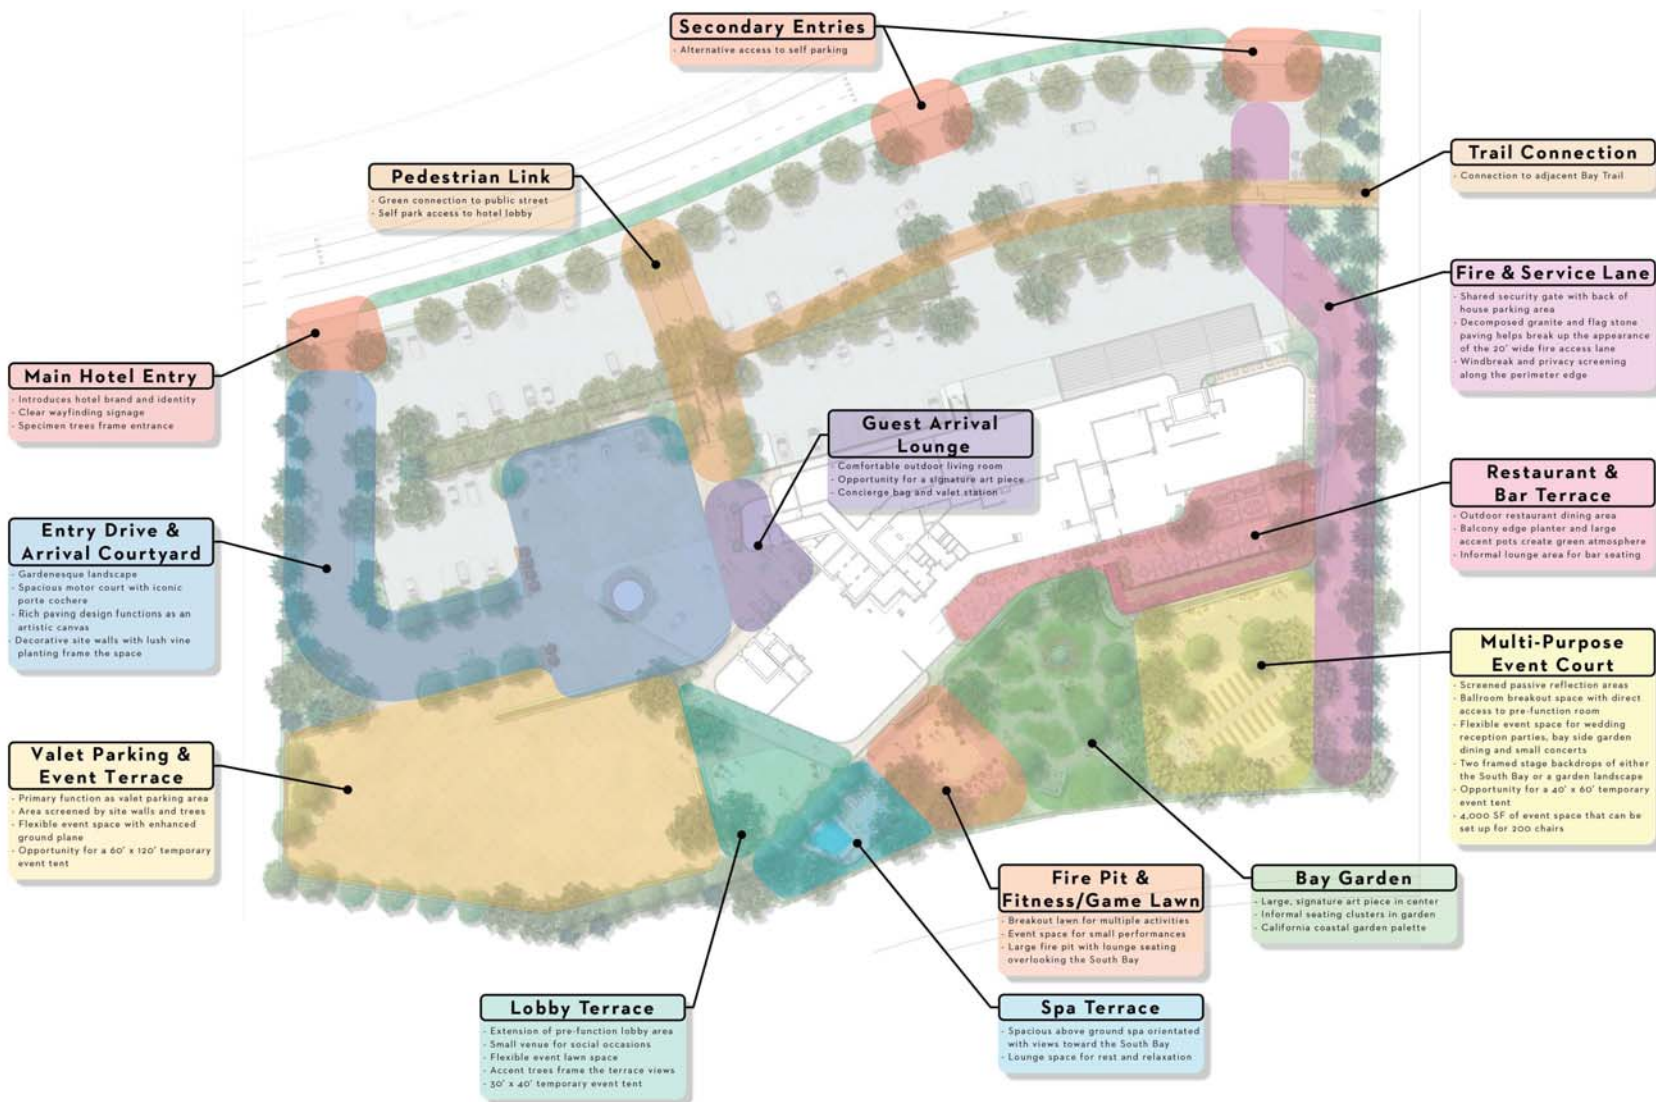 Secondary Entries
- Alternative access to self parking
Pedestrian Link
- Green connection to public street
- Self park access to hotel lobby
Trail Connection
- Connection to adjacent Bay Trail
Fire & Service Lane
- Shared security gate with back of
house parking area
- Decomposed granite and flag stone
paving helps break up the appearance
of the 20' wide fire access lane
- Windbreak and privacy screening
along the perimeter edge
Main Hotel Entry
- Introduces hotel brand and identity
- Clear wayfinding signage
- Specimen trees frame entrance
Guest Arrival
Lounge
- Comfortable outdoor living room
- Opportunity for a signature art piece
- Concierge bag and valet station
Restaurant &
Bar Terrace
- Outdoor restaurant dining area
- Balcony edge planter and large
accent pots create green atmosphere
- Informal lounge area for bar seating
Entry Drive &
Arrival Courtyard
- Gardenesque landscape
- Spacious motor court with iconic
porte cochere
- Rich paving design functions as an
artistic canvas
- Decorative site walls with lush vine
planting frame the space
Multi-Purpose
Event Court
- Screened passive reflection areas
- Ballroom breakout space with direct
access to pre-function room
- Flexible event space for wedding
reception parties, bay side garden
dining and small concerts
- Two framed stage backdrops of either
the South Bay or a garden landscape
- Opportunity for a 40' x 60' temporary
event tent
- 4,000 SF of event space that can be
set up for 200 chairs
Valet Parking &
Event Terrace
- Primary function as valet parking area
- Area screened by site walls and trees
- Flexible event space with enhanced
ground plane
- Opportunity for a 60' x 120' temporary
event tent
Fire Pit &
Fitness/Game Lawn
- Breakout lawn for multiple activities
- Event space for small performances
- Large fire pit with lounge seating
overlooking the South Bay
Bay Garden
- Large, signature art piece in center
- Informal seating clusters in garden
- California coastal garden palette
Lobby Terrace
- Extension of pre-function lobby area
- Small venue for social occasions
- Flexible event lawn space
- Accent trees frame the terrace views
- 30' x 40' temporary event tent
Spa Terrace
- Spacious above ground spa orientated
with views toward the South Bay
- Lounge space for rest and relaxation